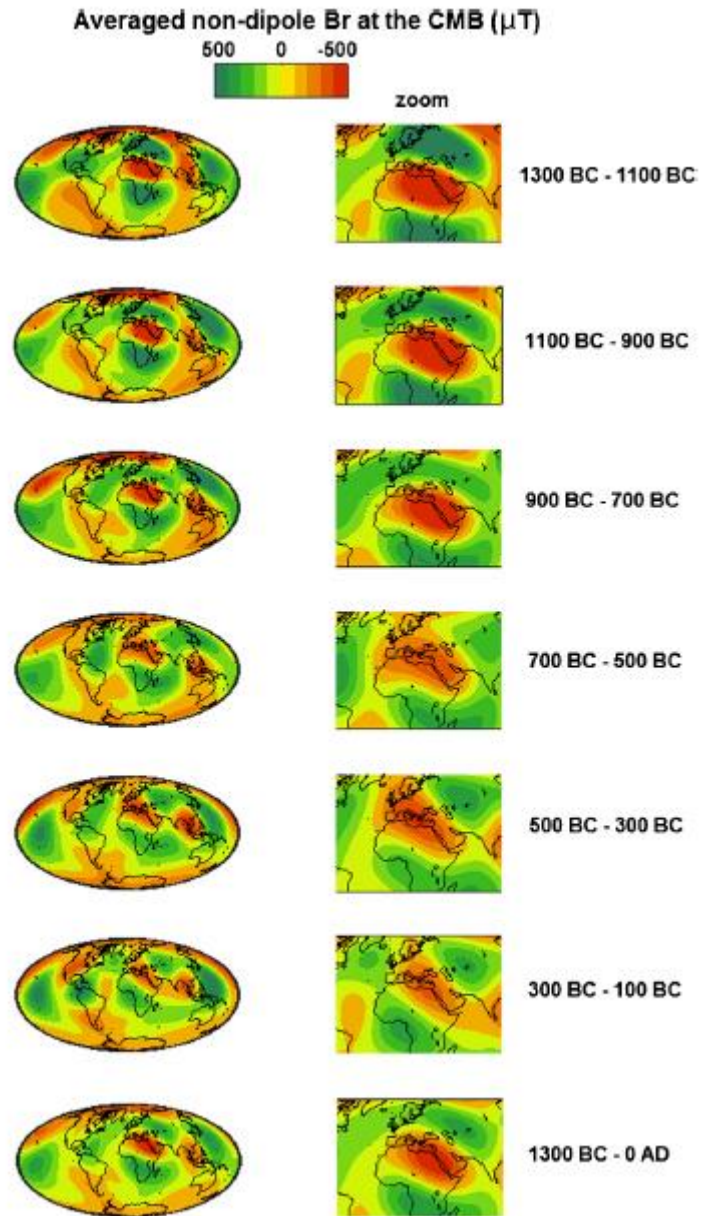 Averaged non-dipole Br at the CMB (μT)
500 0 -500
zoom
1300 BC - 1100 BC
1100 BC - 900 BC
900 BC - 700 BC
700 BC - 500 BC
500 BC - 300 BC
300 BC - 100 BC
1300 BC - 0 AD